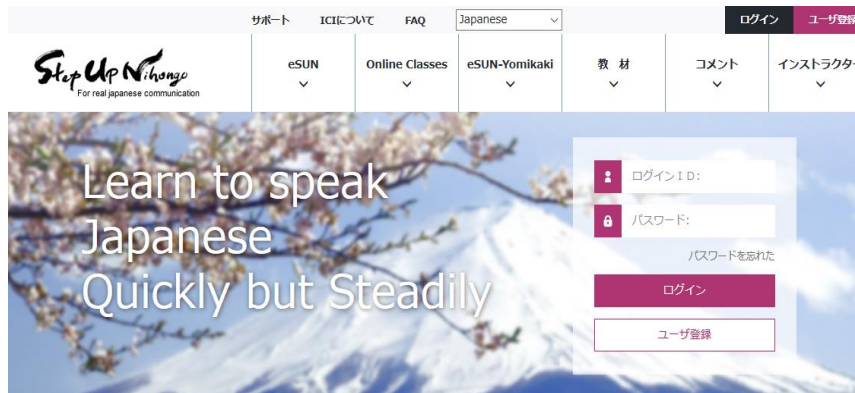 サポート ICIについて FAQ Japanese ログイン ユーザ登録
Step Up Nihongo
For real japanese communication
eSUN Online Classes eSUN-Yomikaki 教 材 コメント インストラクター
Learn to speak
Japanese
Quickly but Steadily
ログインＩＤ:
パスワード:
パスワードを忘れた
ログイン
ユーザ登録